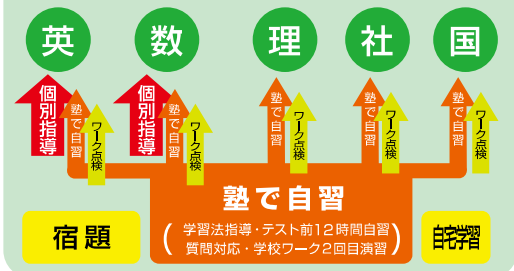 英
数
理
社
国
個別指導
塾で自習
ワーク点検
個別指導
塾で自習
ワーク点検
塾で自習
ワーク点検
塾で自習
ワーク点検
塾で自習
ワーク点検
塾で自習
(学習法指導・テスト前12時間自習
質問対応・学校ワーク2回目演習)
宿題
自宅学習